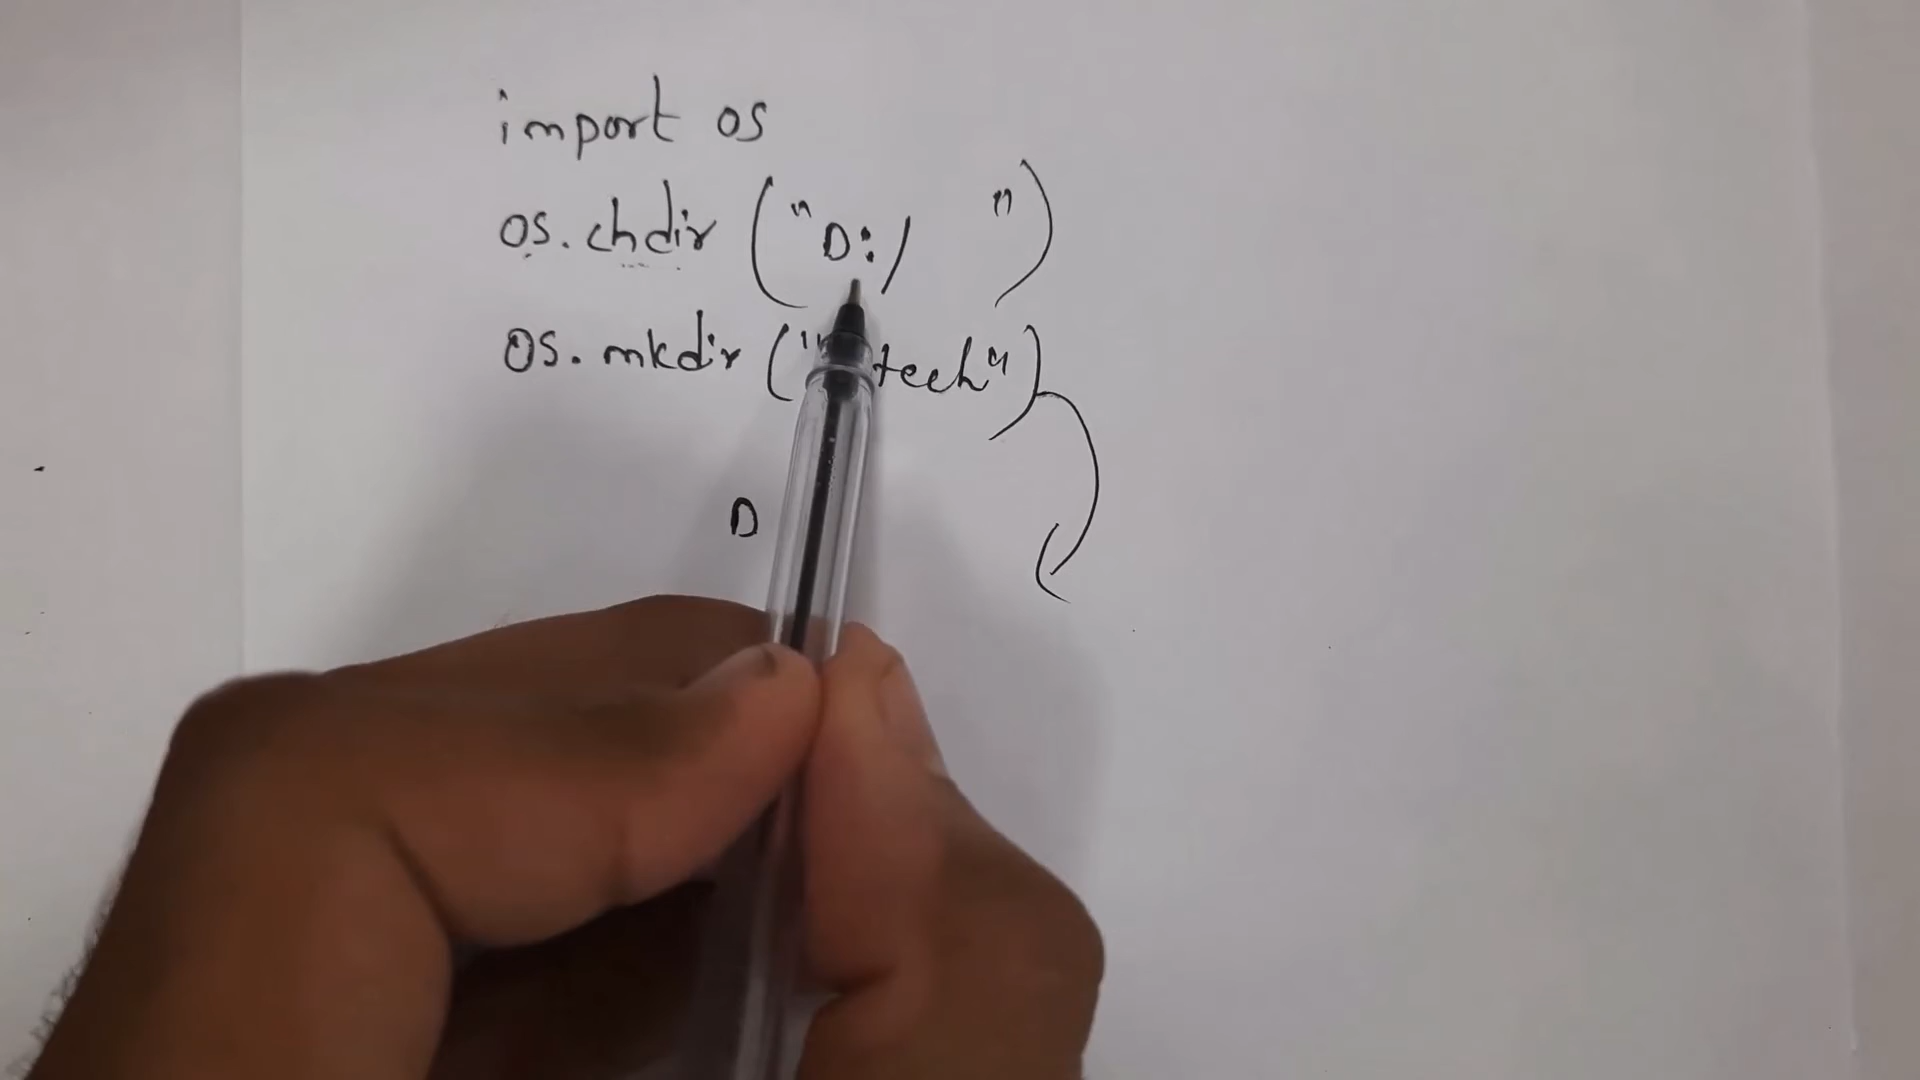 import os
os.chdir ("D:/ ")
os.mkdir (" tech")
D